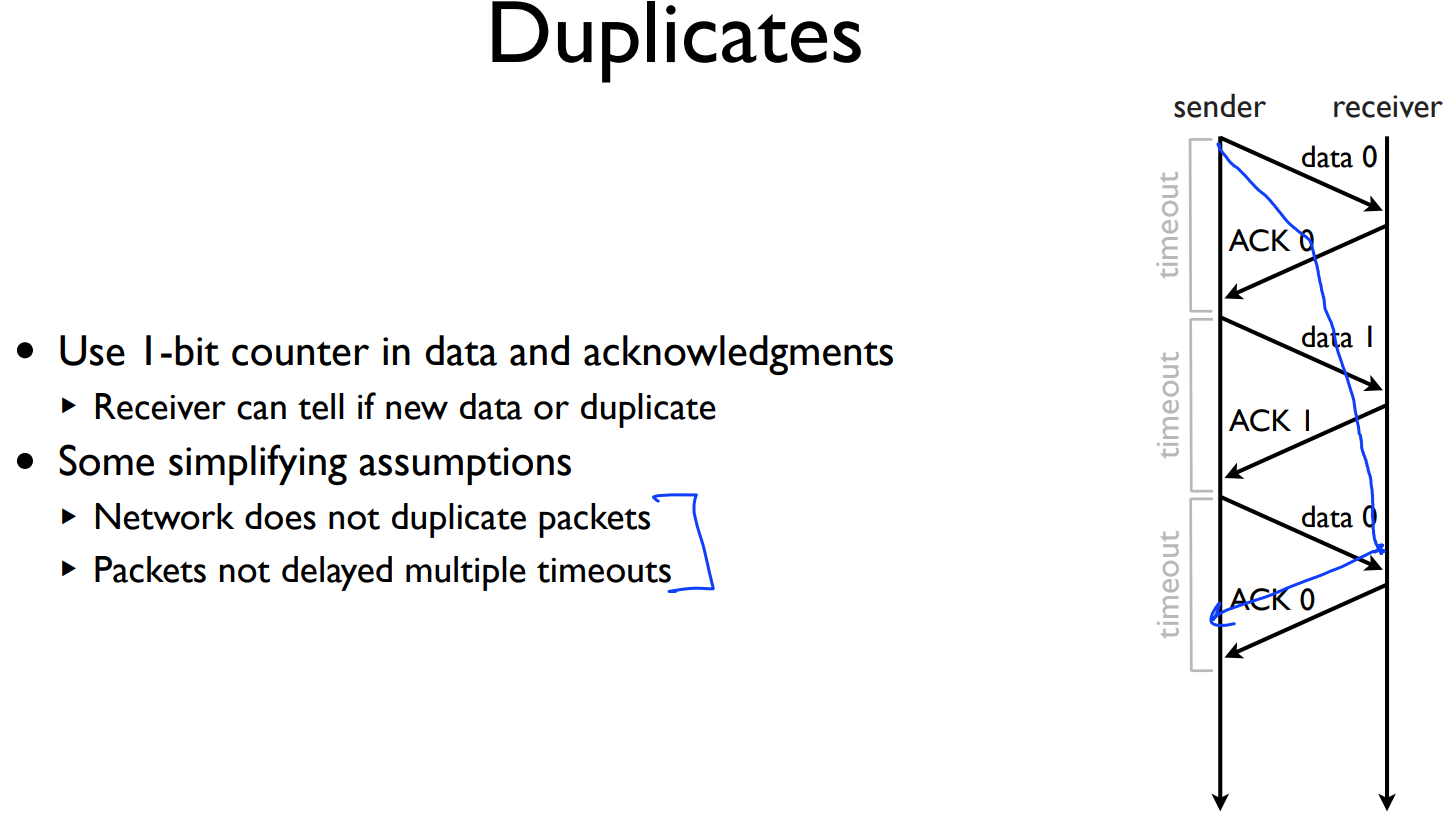 Duplicates
• Use 1-bit counter in data and acknowledgments
▸ Receiver can tell if new data or duplicate
• Some simplifying assumptions
▸ Network does not duplicate packets
▸ Packets not delayed multiple timeouts
sender receiver
timeout
data 0
ACK 0
timeout
data 1
ACK 1
timeout
data 0
ACK 0